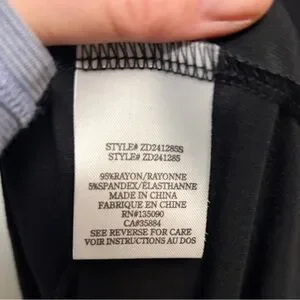 STYLE# ZD241285S
STYLE# ZD241285
95%RAYON/RAYONNE
5%SPANDEX/ÉLASTHANNE
MADE IN CHINA
FABRIQUE EN CHINE
RN#135090
CA#35884
SEE REVERSE FOR CARE
VOIR INSTRUCTIONS AU DOS